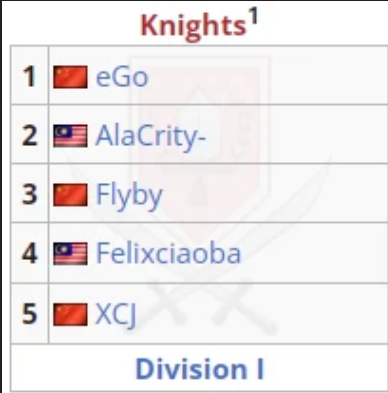 Knights¹
1 eGo
2 AlaCrity-
3 Flyby
4 Felixciaoba
5 XCJ
Division I